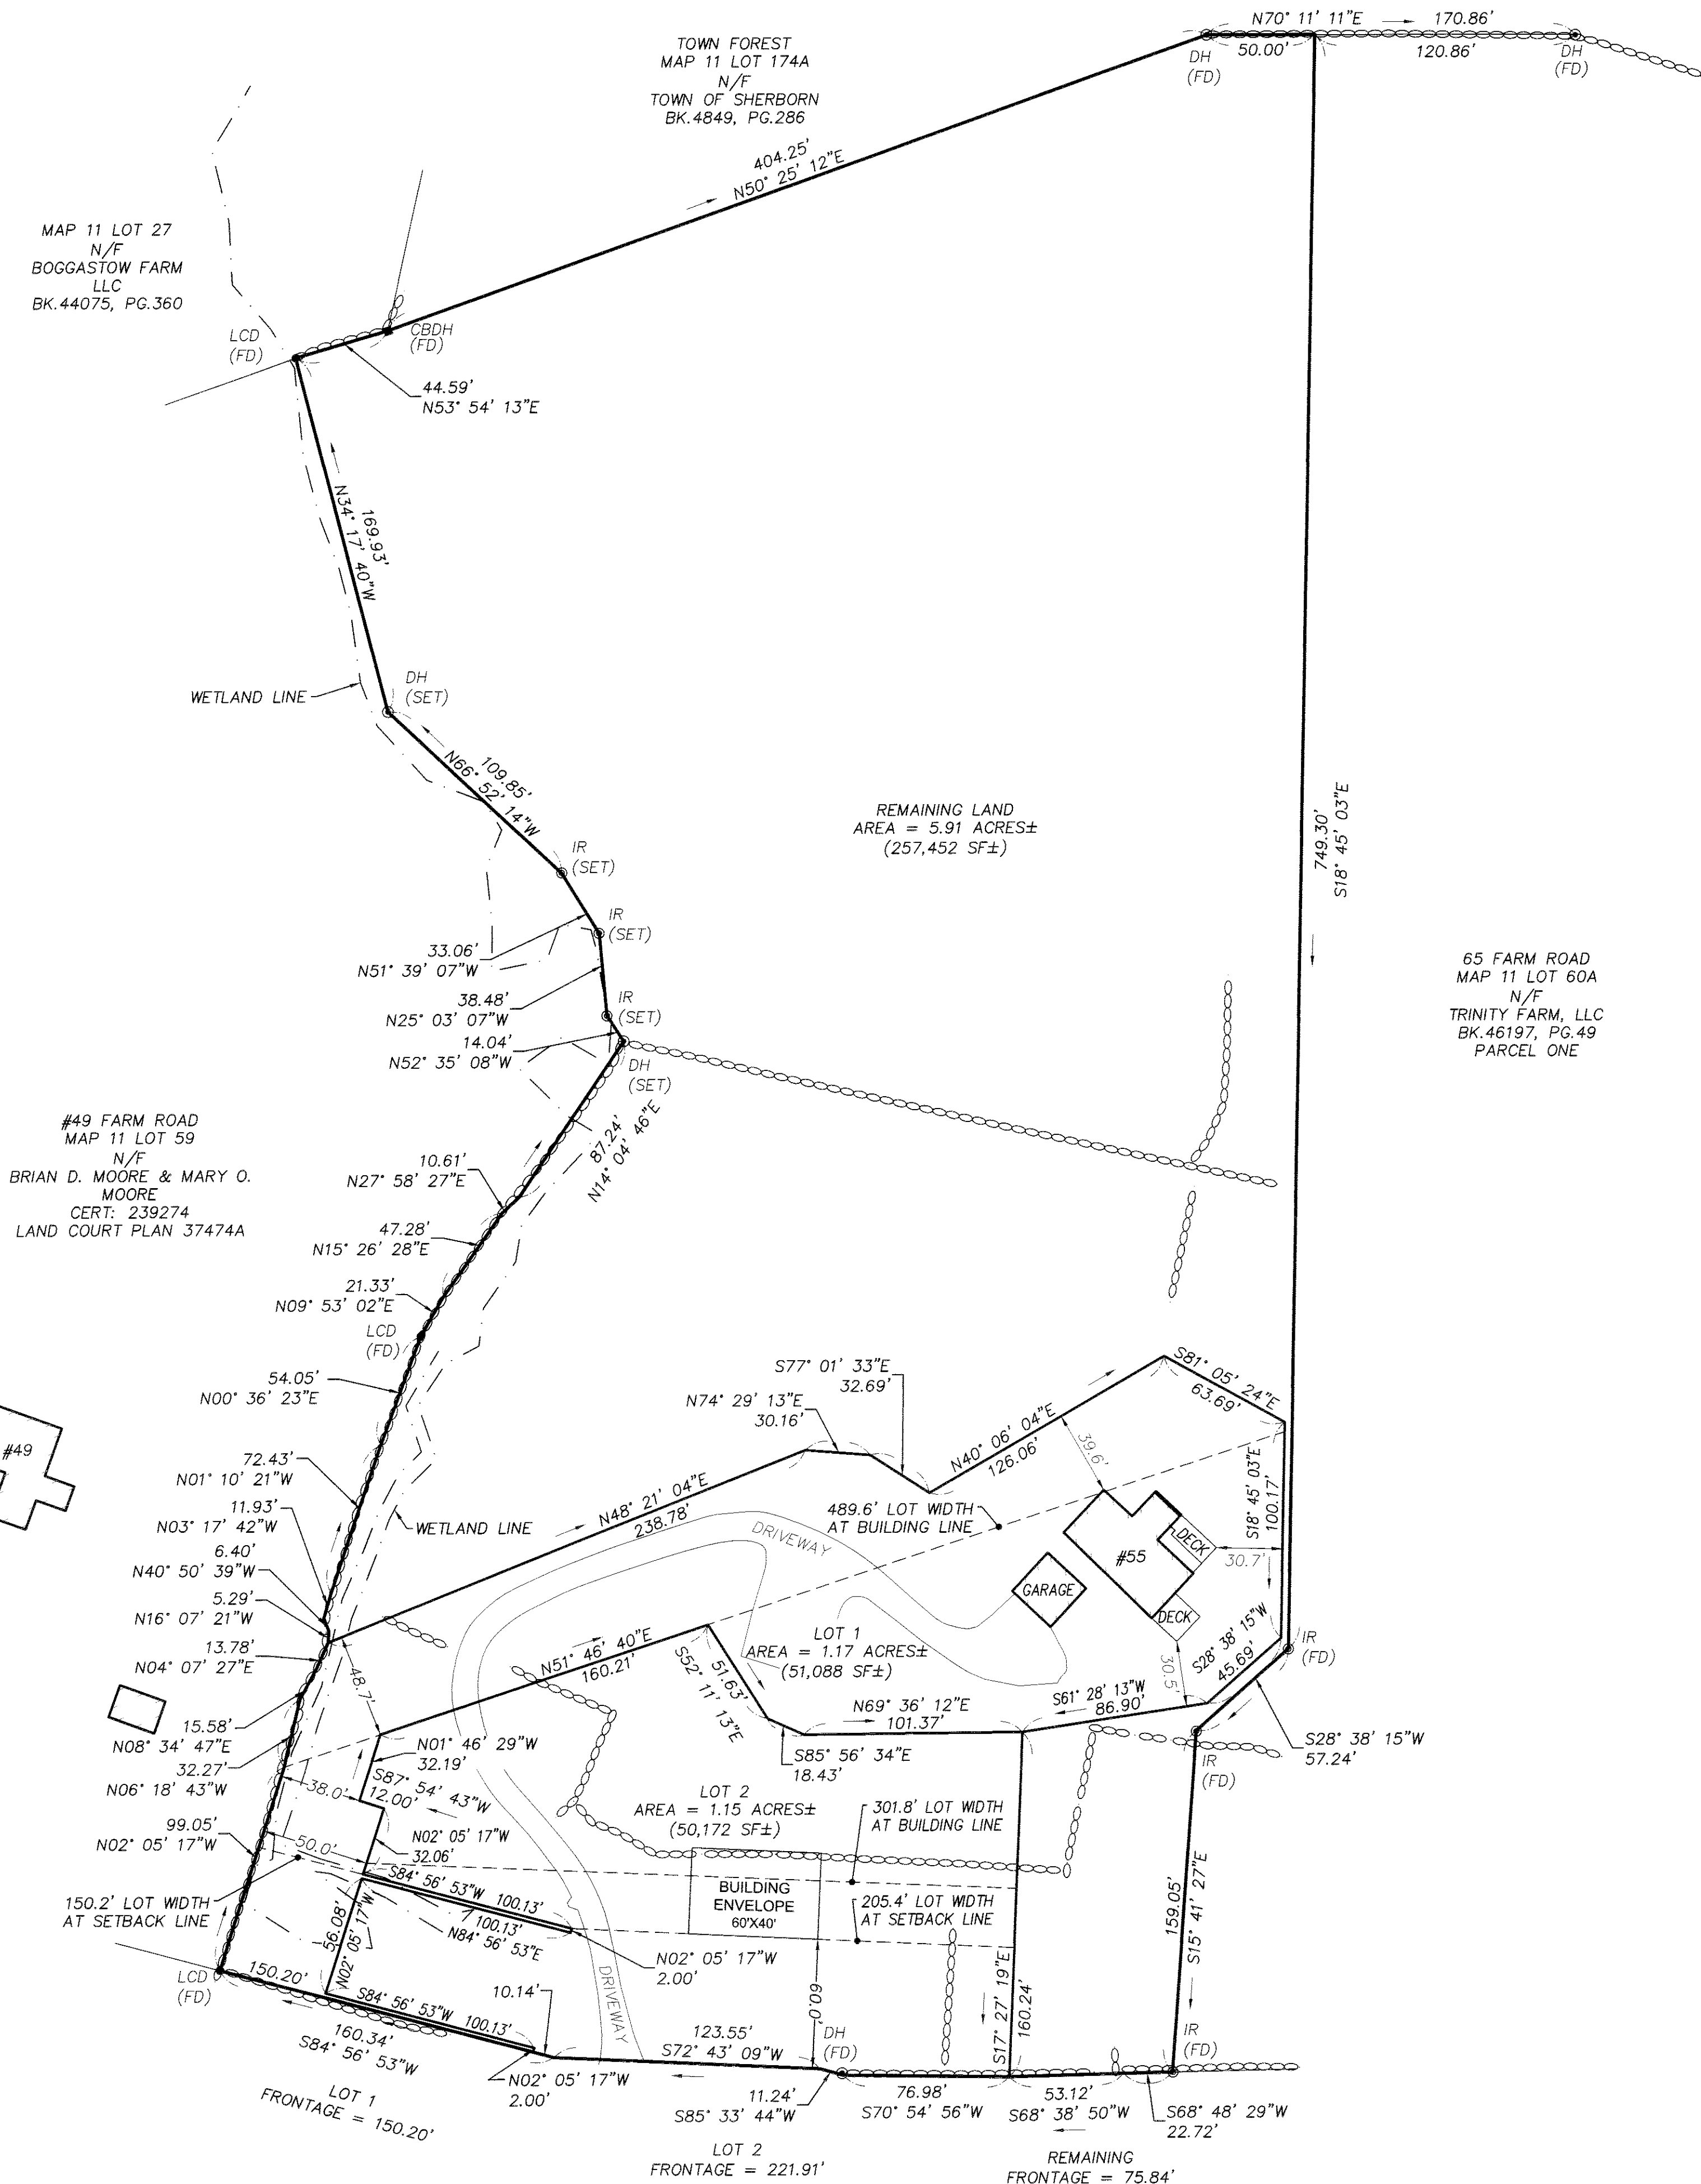 N70° 11' 11"E
170.86'
50.00'
120.86'
DH
(FD)
DH
(FD)
TOWN FOREST
MAP 11 LOT 174A
N/F
TOWN OF SHERBORN
BK.4849, PG.286
404.25'
N50° 25' 12"E
MAP 11 LOT 27
N/F
BOGGASTOW FARM
LLC
BK.44075, PG.360
LCD
(FD)
CBDH
(FD)
44.59'
N53° 54' 13"E
169.93'
N34° 17' 40"W
WETLAND LINE
DH
(SET)
109.85'
N66° 52' 14"W
REMAINING LAND
AREA = 5.91 ACRES±
(257,452 SF±)
749.30'
S18° 45' 03"E
IR
(SET)
IR
(SET)
33.06'
N51° 39' 07"W
38.48'
N25° 03' 07"W
IR
(SET)
14.04'
N52° 35' 08"W
DH
(SET)
65 FARM ROAD
MAP 11 LOT 60A
N/F
TRINITY FARM, LLC
BK.46197, PG.49
PARCEL ONE
#49 FARM ROAD
MAP 11 LOT 59
N/F
BRIAN D. MOORE & MARY O.
MOORE
CERT: 239274
LAND COURT PLAN 37474A
87.24'
N14° 04' 46"E
10.61'
N27° 58' 27"E
47.28'
N15° 26' 28"E
21.33'
N09° 53' 02"E
LCD
(FD)
54.05'
N00° 36' 23"E
S77° 01' 33"E
32.69'
N74° 29' 13"E
30.16'
S81° 05' 24"E
63.69'
N40° 06' 04"E
126.06'
39.6'
#49
72.43'
N01° 10' 21"W
11.93'
N03° 17' 42"W
6.40'
N40° 50' 39"W
5.29'
N16° 07' 21"W
13.78'
N04° 07' 27"E
WETLAND LINE
N48° 21' 04"E
238.78'
DRIVEWAY
489.6' LOT WIDTH
AT BUILDING LINE
S18° 45' 03"E
100.17'
#55
DECK
30.7'
GARAGE
DECK
LOT 1
AREA = 1.17 ACRES±
(51,088 SF±)
S28° 38' 15"W
45.69'
30.5'
IR
(FD)
48.7'
N51° 46' 40"E
160.21'
51.63'
S52° 11' 13"E
N69° 36' 12"E
101.37'
S61° 28' 13"W
86.90'
S28° 38' 15"W
57.24'
IR
(FD)
15.58'
N08° 34' 47"E
32.27'
N06° 18' 43"W
N01° 46' 29"W
32.19'
S87° 54' 43"W
12.00'
38.0'
S85° 56' 34"E
18.43'
LOT 2
AREA = 1.15 ACRES±
(50,172 SF±)
301.8' LOT WIDTH
AT BUILDING LINE
99.05'
N02° 05' 17"W
50.0'
N02° 05' 17"W
32.06'
150.2' LOT WIDTH
AT SETBACK LINE
S84° 56' 53"W 100.13'
100.13'
N84° 56' 53"E
56.08'
N02° 05' 17"W
BUILDING
ENVELOPE
60'X40'
205.4' LOT WIDTH
AT SETBACK LINE
N02° 05' 17"W
2.00'
159.05'
S15° 41' 27"E
LCD
(FD)
150.20'
S84° 56' 53"W 100.13'
10.14'
DRIVEWAY
60.0'
S17° 27' 19"E
160.24'
160.34'
S84° 56' 53"W
N02° 05' 17"W
2.00'
123.55'
S72° 43' 09"W
DH
(FD)
IR
(FD)
11.24'
S85° 33' 44"W
76.98'
S70° 54' 56"W
53.12'
S68° 38' 50"W
S68° 48' 29"W
22.72'
LOT 1
FRONTAGE = 150.20'
LOT 2
FRONTAGE = 221.91'
REMAINING
FRONTAGE = 75.84'